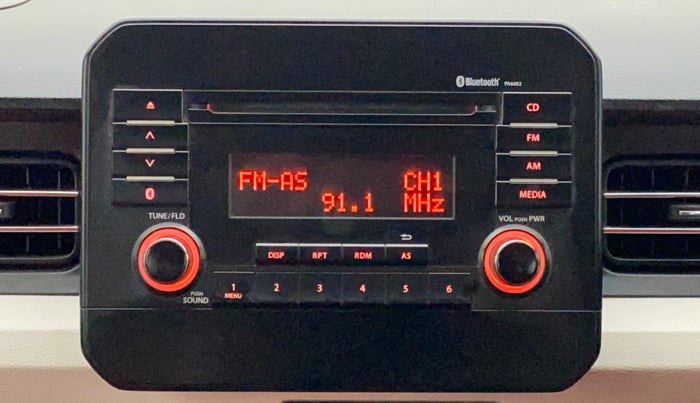 Bluetooth PA66R2
CD
FM
AM
MEDIA
FM-AS CH1
91.1 MHz
TUNE/FLD
VOL PUSH PWR
DISP RPT RDM AS
PUSH
SOUND
1 2 3 4 5 6
MENU